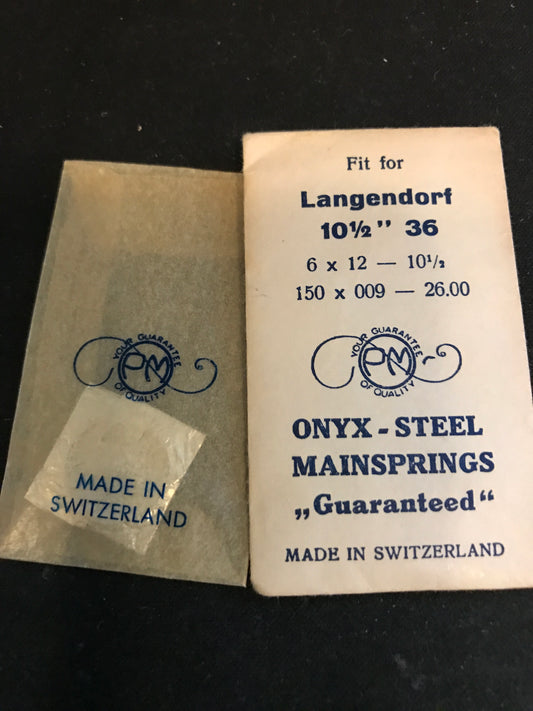 YOUR GUARANTEE
PM
OF QUALITY
MADE IN
SWITZERLAND
Fit for
Langendorf
10½” 36
6 x 12 — 10¹/₂
150 x 009 — 26.00
YOUR GUARANTEE
PM
OF QUALITY
ONYX - STEEL
MAINSPRINGS
„Guaranteed“
MADE IN SWITZERLAND